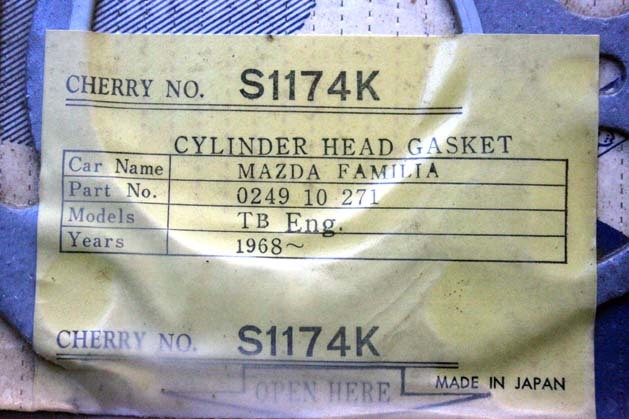 CHERRY NO. S1174K
CYLINDER HEAD GASKET
Car Name MAZDA FAMILIA
Part No. 0249 10 271
Models TB Eng.
Years 1968~
CHERRY NO. S1174K
OPEN HERE MADE IN JAPAN